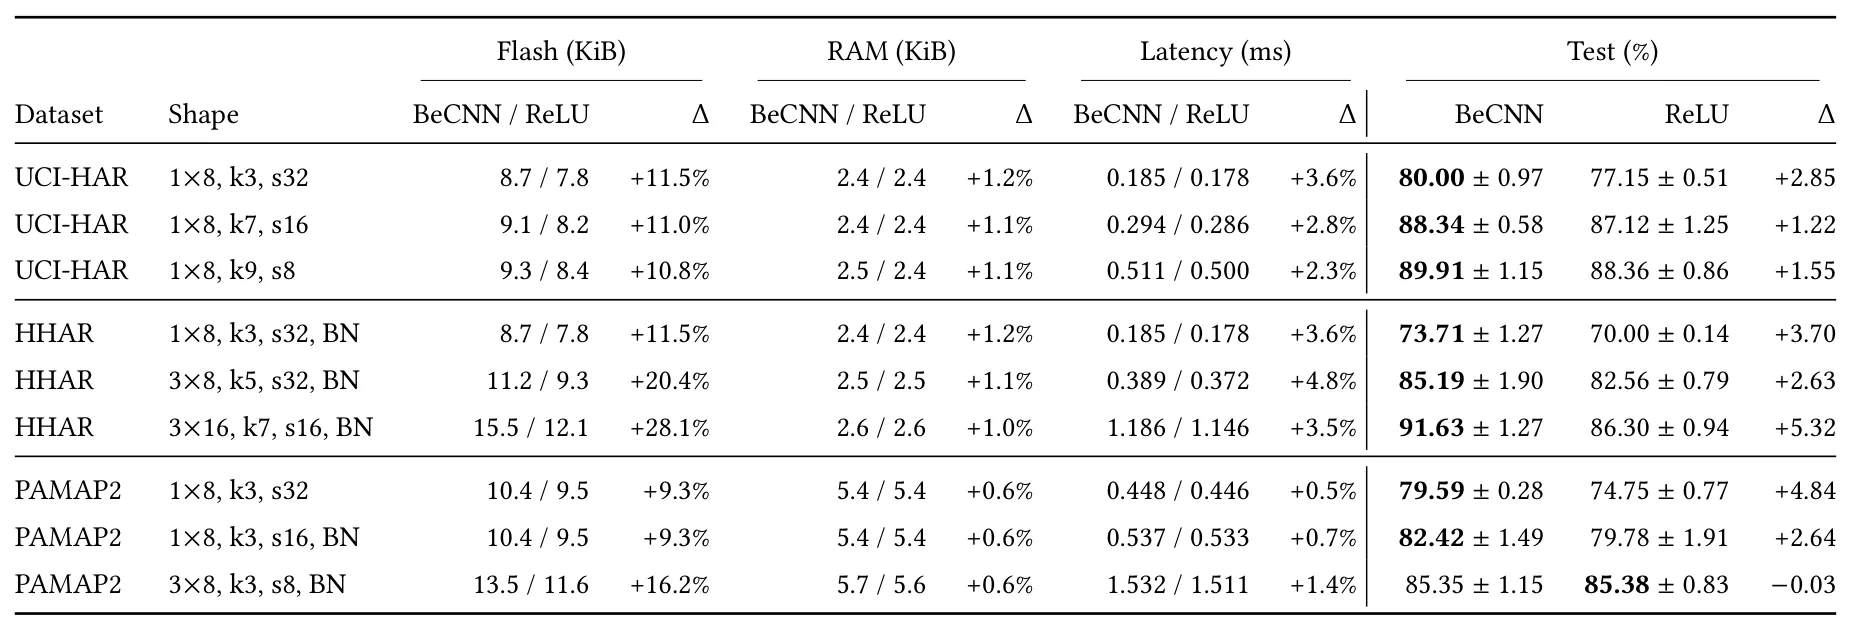 Flash (KiB) RAM (KiB) Latency (ms) Test (%)
Dataset Shape BeCNN / ReLU Δ BeCNN / ReLU Δ BeCNN / ReLU Δ BeCNN ReLU Δ
UCI-HAR 1×8, k3, s32 8.7 / 7.8 +11.5% 2.4 / 2.4 +1.2% 0.185 / 0.178 +3.6% 80.00 ± 0.97 77.15 ± 0.51 +2.85
UCI-HAR 1×8, k7, s16 9.1 / 8.2 +11.0% 2.4 / 2.4 +1.1% 0.294 / 0.286 +2.8% 88.34 ± 0.58 87.12 ± 1.25 +1.22
UCI-HAR 1×8, k9, s8 9.3 / 8.4 +10.8% 2.5 / 2.4 +1.1% 0.511 / 0.500 +2.3% 89.91 ± 1.15 88.36 ± 0.86 +1.55
HHAR 1×8, k3, s32, BN 8.7 / 7.8 +11.5% 2.4 / 2.4 +1.2% 0.185 / 0.178 +3.6% 73.71 ± 1.27 70.00 ± 0.14 +3.70
HHAR 3×8, k5, s32, BN 11.2 / 9.3 +20.4% 2.5 / 2.5 +1.1% 0.389 / 0.372 +4.8% 85.19 ± 1.90 82.56 ± 0.79 +2.63
HHAR 3×16, k7, s16, BN 15.5 / 12.1 +28.1% 2.6 / 2.6 +1.0% 1.186 / 1.146 +3.5% 91.63 ± 1.27 86.30 ± 0.94 +5.32
PAMAP2 1×8, k3, s32 10.4 / 9.5 +9.3% 5.4 / 5.4 +0.6% 0.448 / 0.446 +0.5% 79.59 ± 0.28 74.75 ± 0.77 +4.84
PAMAP2 1×8, k3, s16, BN 10.4 / 9.5 +9.3% 5.4 / 5.4 +0.6% 0.537 / 0.533 +0.7% 82.42 ± 1.49 79.78 ± 1.91 +2.64
PAMAP2 3×8, k3, s8, BN 13.5 / 11.6 +16.2% 5.7 / 5.6 +0.6% 1.532 / 1.511 +1.4% 85.35 ± 1.15 85.38 ± 0.83 −0.03